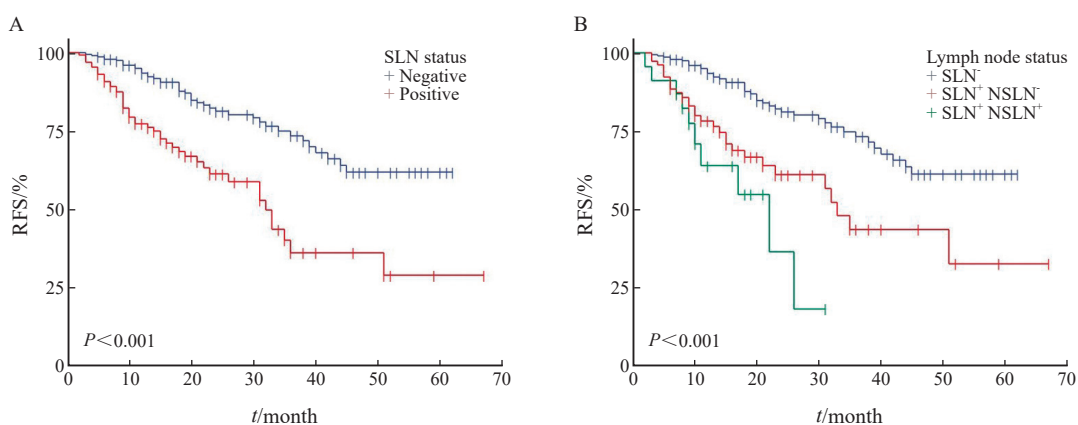 A
SLN status
+ Negative
+ Positive
RFS/%
100
75
50
25
0
P<0.001
0 10 20 30 40 50 60 70
t/month
B
Lymph node status
+ SLN⁻
+ SLN⁺ NSLN⁻
+ SLN⁺ NSLN⁺
RFS/%
100
75
50
25
0
P<0.001
0 10 20 30 40 50 60 70
t/month